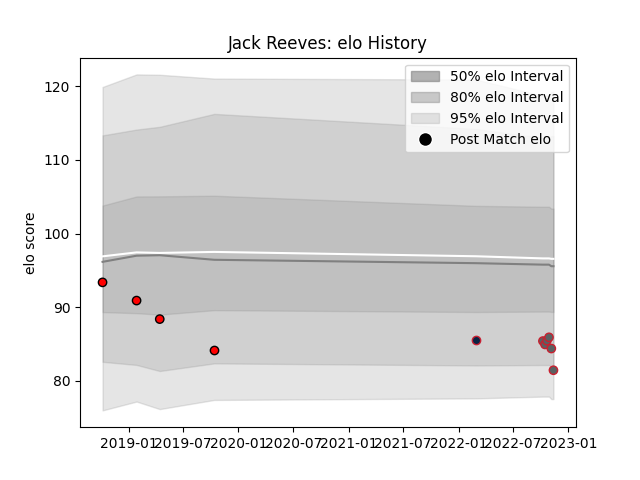 Jack Reeves: elo History
50% elo Interval
80% elo Interval
95% elo Interval
Post Match elo
elo score
120
110
100
90
80
2019-01 2019-07 2020-01 2020-07 2021-01 2021-07 2022-01 2022-07 2023-01